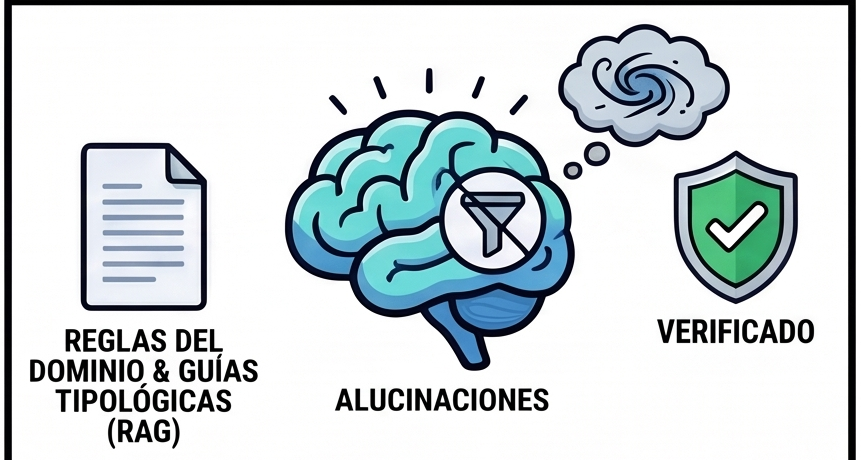 REGLAS DEL
DOMINIO & GUÍAS
TIPOLÓGICAS
(RAG)
ALUCINACIONES
VERIFICADO